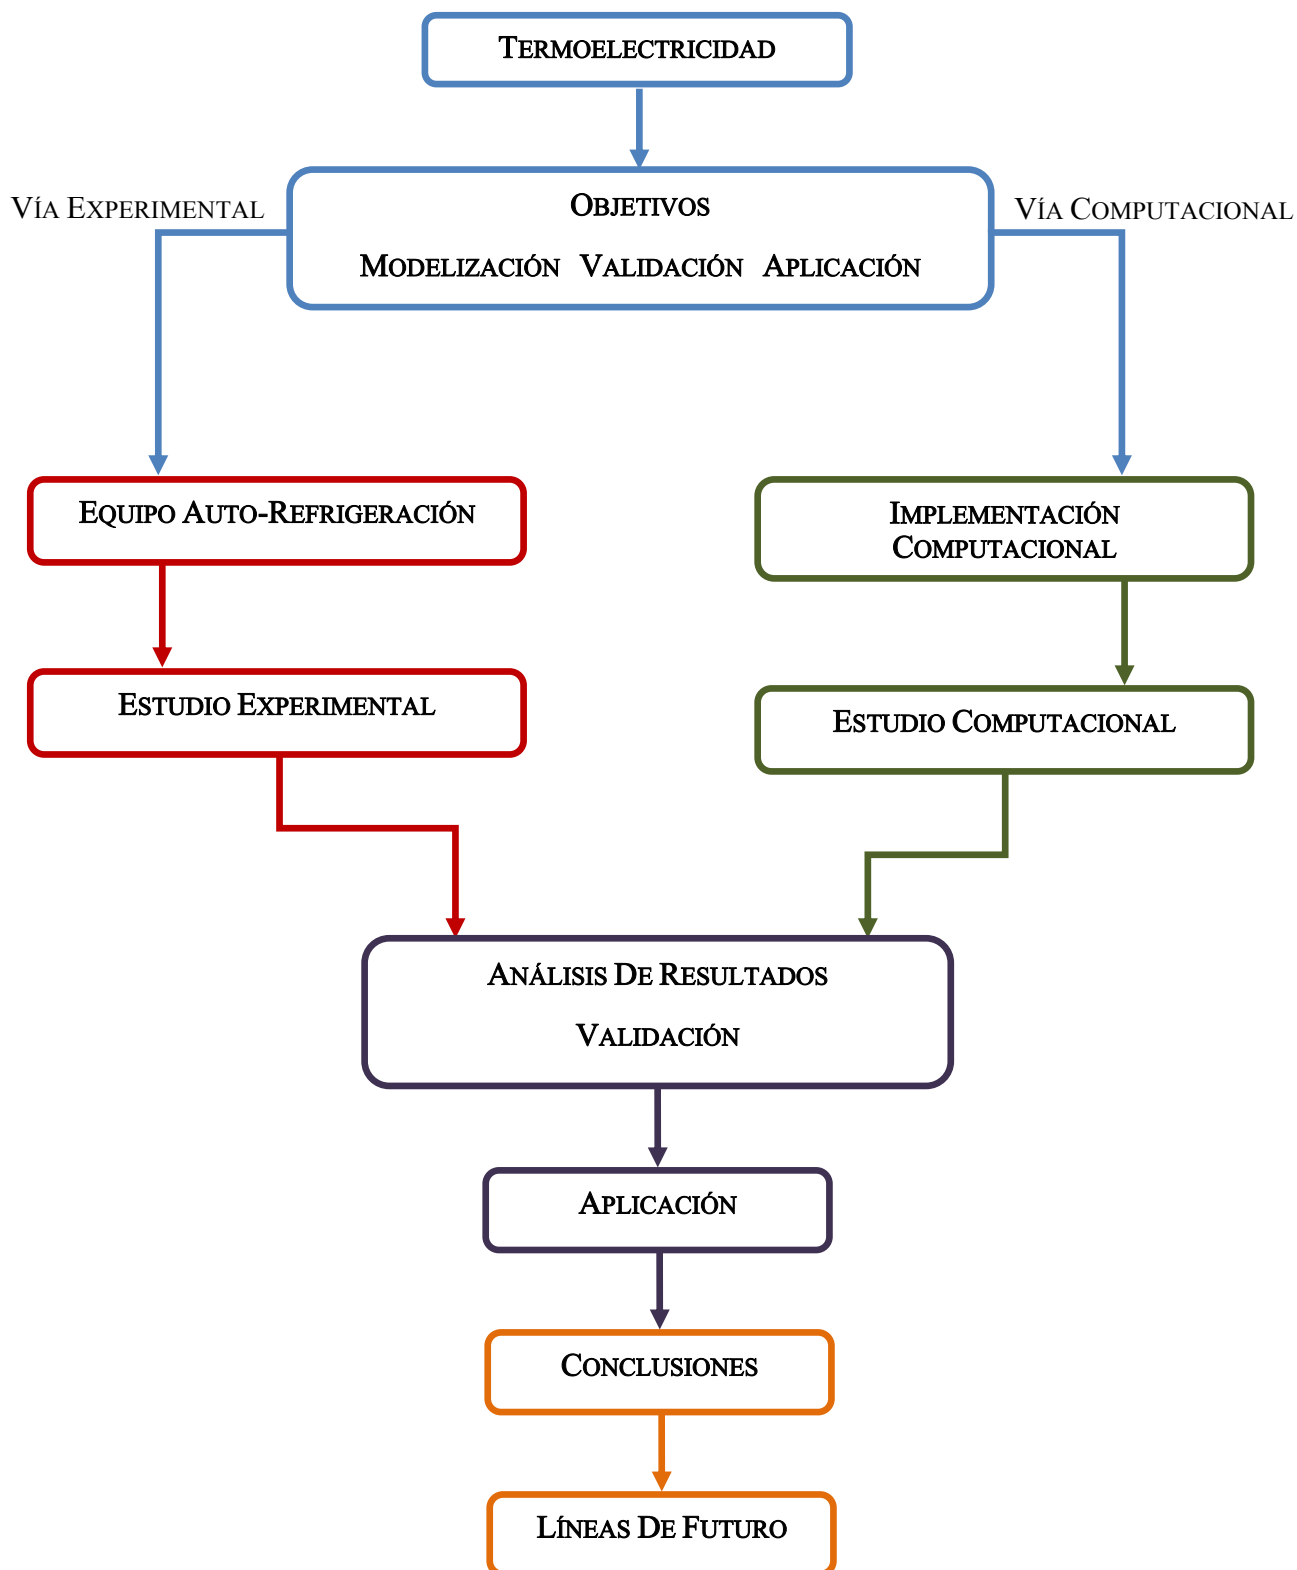 TERMOELECTRICIDAD
VÍA EXPERIMENTAL
OBJETIVOS
VÍA COMPUTACIONAL
MODELIZACIÓN VALIDACIÓN APLICACIÓN
EQUIPO AUTO-REFRIGERACIÓN
IMPLEMENTACIÓN
COMPUTACIONAL
ESTUDIO EXPERIMENTAL
ESTUDIO COMPUTACIONAL
ANÁLISIS DE RESULTADOS
VALIDACIÓN
APLICACIÓN
CONCLUSIONES
LÍNEAS DE FUTURO